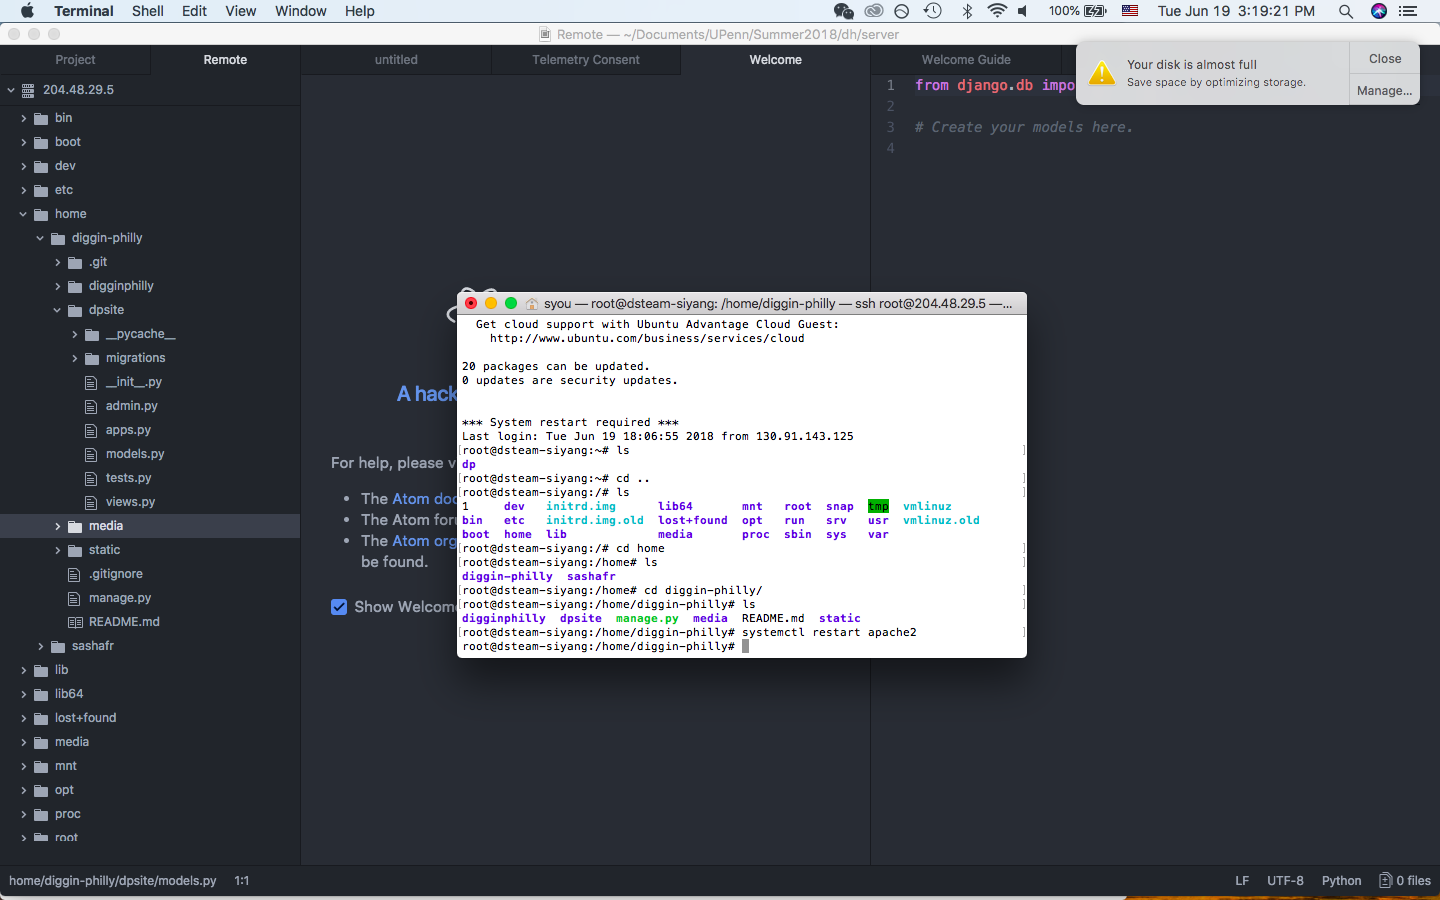 Terminal Shell Edit View Window Help 100% Tue Jun 19 3:19:21 PM
Remote — ~/Documents/UPenn/Summer2018/dh/server
Project Remote untitled Telemetry Consent Welcome Welcome Guide
Your disk is almost full
Save space by optimizing storage.
Close
Manage...
204.48.29.5
bin
boot
dev
etc
home
diggin-philly
.git
digginphilly
dpsite
__pycache__
migrations
__init__.py
admin.py
apps.py
models.py
tests.py
views.py
media
static
.gitignore
manage.py
README.md
sashafr
lib
lib64
lost+found
media
mnt
opt
proc
root
A hack
For help, please v
The Atom doc
The Atom foru
The Atom org
be found.
Show Welcome
1 from django.db impo
2
3 # Create your models here.
4
syou — root@dsteam-siyang: /home/diggin-philly — ssh root@204.48.29.5 —...
Get cloud support with Ubuntu Advantage Cloud Guest:
http://www.ubuntu.com/business/services/cloud
20 packages can be updated.
0 updates are security updates.
*** System restart required ***
Last login: Tue Jun 19 18:06:55 2018 from 130.91.143.125
[root@dsteam-siyang:~# ls ]
dp
[root@dsteam-siyang:~# cd .. ]
[root@dsteam-siyang:/# ls ]
1 dev initrd.img lib64 mnt root snap tmp vmlinuz
bin etc initrd.img.old lost+found opt run srv usr vmlinuz.old
boot home lib media proc sbin sys var
[root@dsteam-siyang:/# cd home ]
[root@dsteam-siyang:/home# ls ]
diggin-philly sashafr
[root@dsteam-siyang:/home# cd diggin-philly/ ]
[root@dsteam-siyang:/home/diggin-philly# ls ]
digginphilly dpsite manage.py media README.md static
[root@dsteam-siyang:/home/diggin-philly# systemctl restart apache2 ]
root@dsteam-siyang:/home/diggin-philly#
home/diggin-philly/dpsite/models.py 1:1 LF UTF-8 Python 0 files